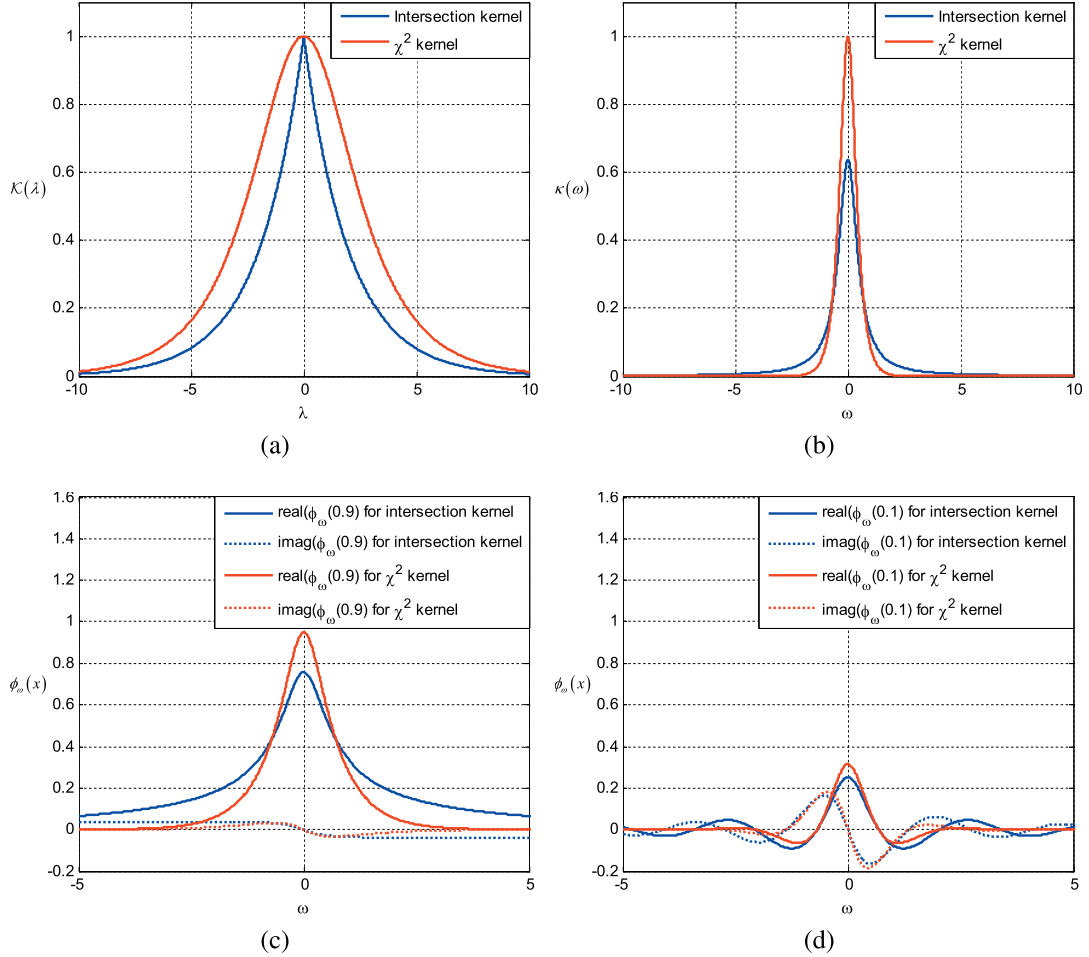 Intersection kernel
χ² kernel
1
0.8
0.6
K(λ)
0.4
0.2
0
-10
-5
0
5
10
λ
(a)
Intersection kernel
χ² kernel
1
0.8
0.6
κ(ω)
0.4
0.2
0
-10
-5
0
5
10
ω
(b)
real(ϕω(0.9) for intersection kernel
imag(ϕω(0.9) for intersection kernel
real(ϕω(0.9) for χ² kernel
imag(ϕω(0.9) for χ² kernel
1.6
1.4
1.2
1
0.8
ϕω(x)
0.6
0.4
0.2
0
-0.2
-5
0
5
ω
(c)
real(ϕω(0.1) for intersection kernel
imag(ϕω(0.1) for intersection kernel
real(ϕω(0.1) for χ² kernel
imag(ϕω(0.1) for χ² kernel
1.6
1.4
1.2
1
0.8
ϕω(x)
0.6
0.4
0.2
0
-0.2
-5
0
5
ω
(d)